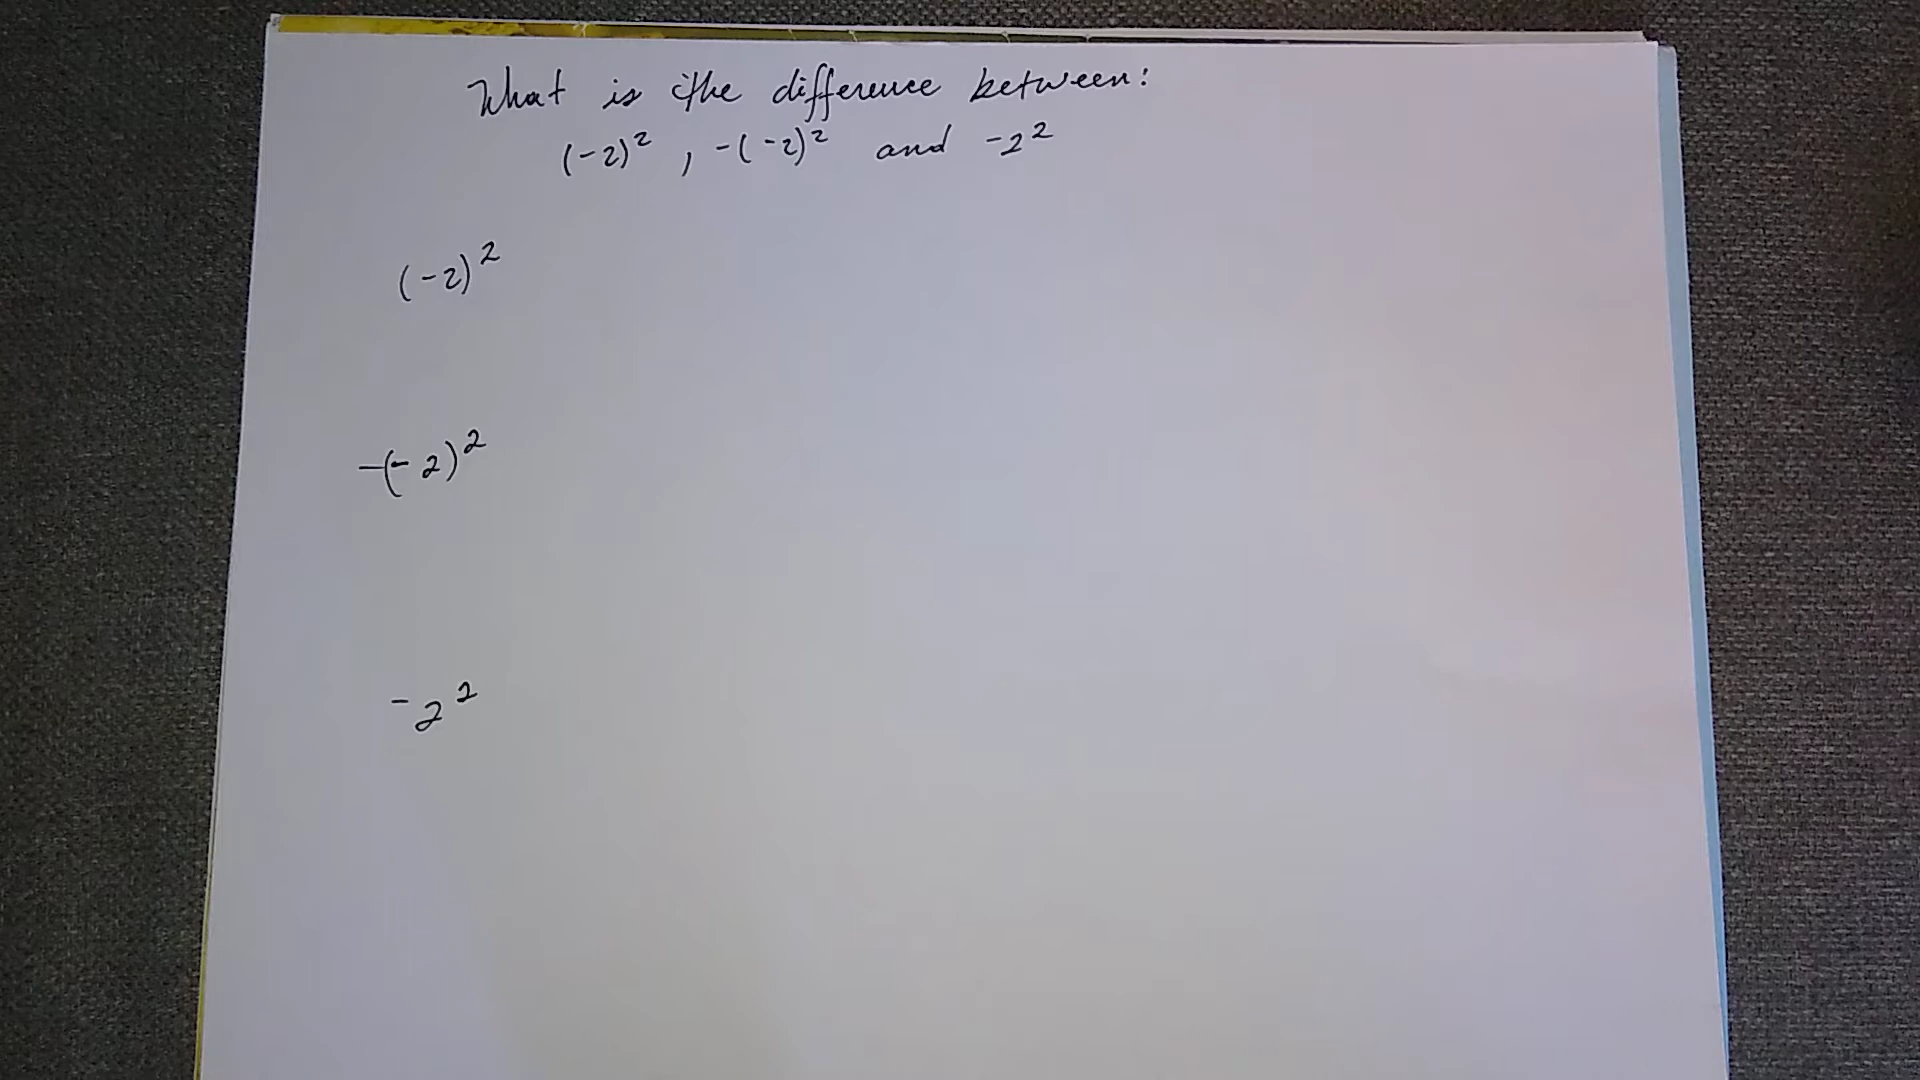 What is the difference between:
(-2)², -(-2)² and -2²
(-2)²
-(-2)²
-2²